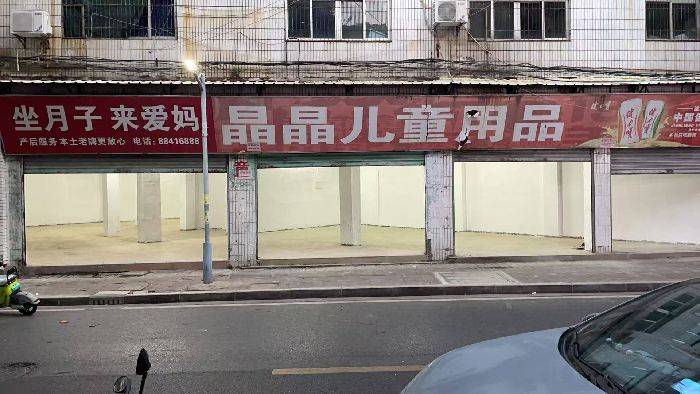 坐月子 来爱妈
产后服务本土老牌更放心 电话:88416888
晶晶儿童用品
中国